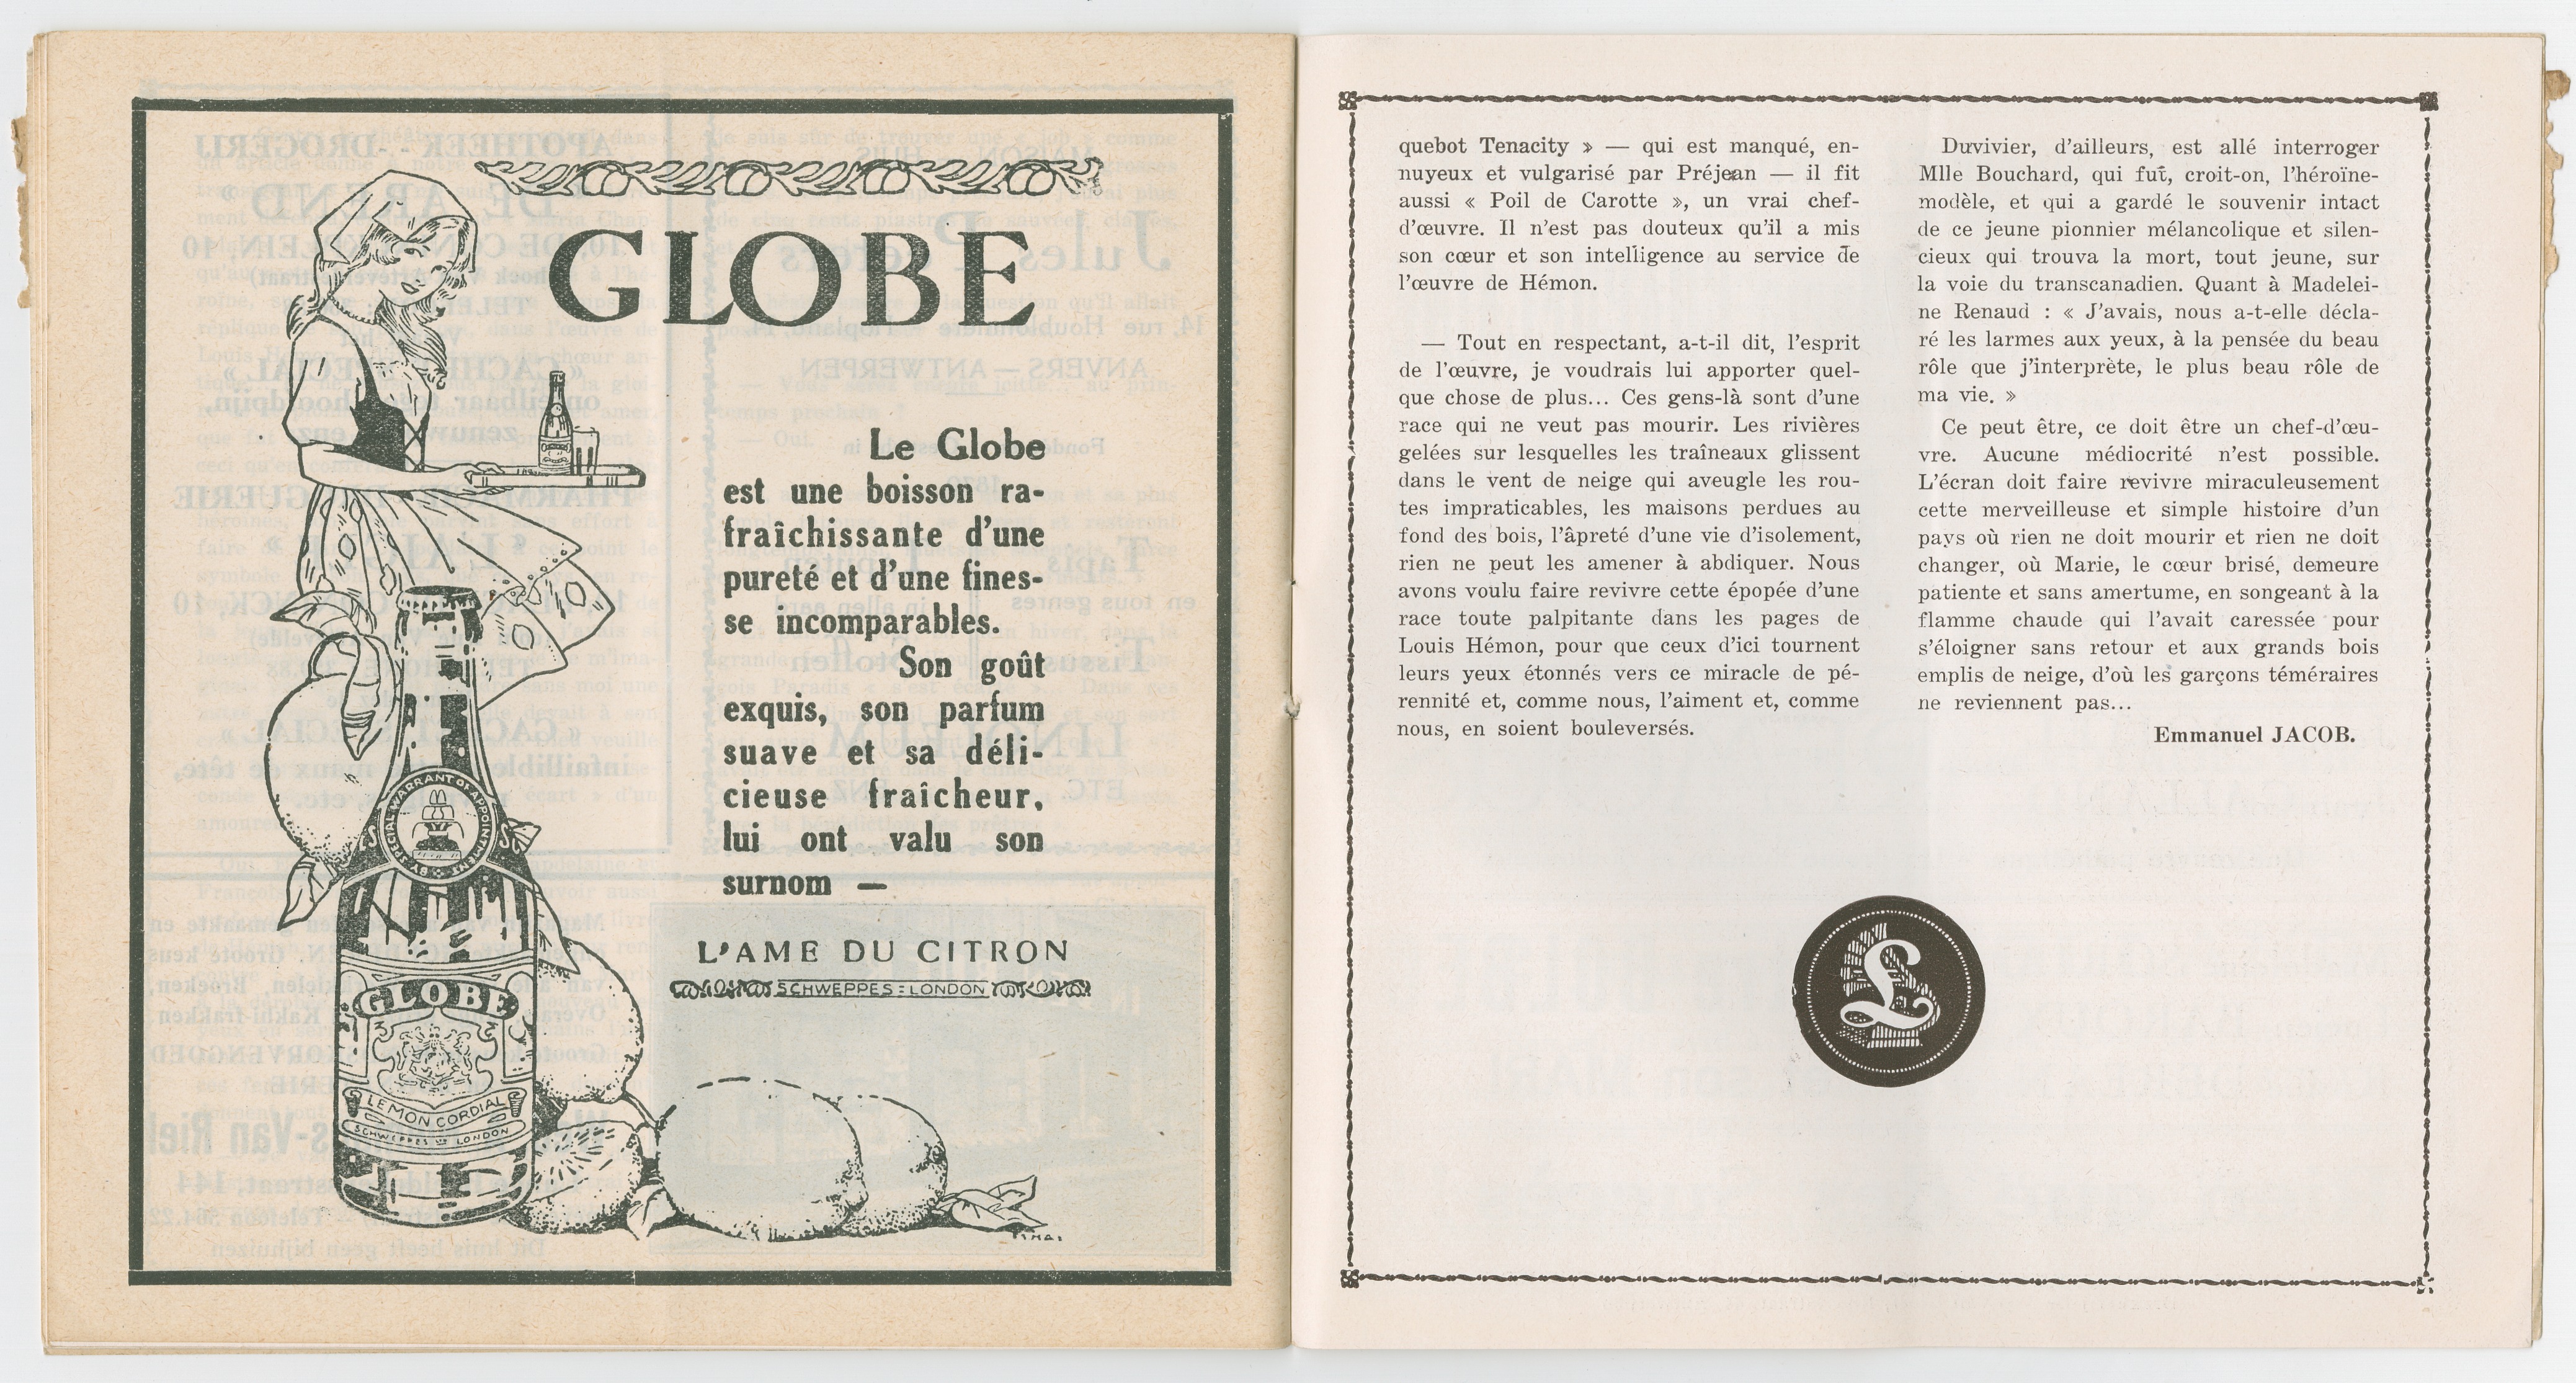 GLOBE
Le Globe
est une boisson ra-
fraîchissante d'une
pureté et d'une fines-
se incomparables.
Son goût
exquis, son parfum
suave et sa déli-
cieuse fraîcheur,
lui ont valu son
surnom —
L'AME DU CITRON
SCHWEPPES : LONDON
BY SPECIAL WARRANT OF APPOINTMENT
GLOBE
LEMON CORDIAL
SCHWEPPES LTD LONDON
quebot Tenacity » — qui est manqué, en-
nuyeux et vulgarisé par Préjean — il fit
aussi « Poil de Carotte », un vrai chef-
d'œuvre. Il n'est pas douteux qu'il a mis
son cœur et son intelligence au service de
l'œuvre de Hémon.
— Tout en respectant, a-t-il dit, l'esprit
de l'œuvre, je voudrais lui apporter quel-
que chose de plus... Ces gens-là sont d'une
race qui ne veut pas mourir. Les rivières
gelées sur lesquelles les traîneaux glissent
dans le vent de neige qui aveugle les rou-
tes impraticables, les maisons perdues au
fond des bois, l'âpreté d'une vie d'isolement,
rien ne peut les amener à abdiquer. Nous
avons voulu faire revivre cette épopée d'une
race toute palpitante dans les pages de
Louis Hémon, pour que ceux d'ici tournent
leurs yeux étonnés vers ce miracle de pé-
rennité et, comme nous, l'aiment et, comme
nous, en soient bouleversés.
Duvivier, d'ailleurs, est allé interroger
Mlle Bouchard, qui fut, croit-on, l'héroïne-
modèle, et qui a gardé le souvenir intact
de ce jeune pionnier mélancolique et silen-
cieux qui trouva la mort, tout jeune, sur
la voie du transcanadien. Quant à Madelei-
ne Renaud : « J'avais, nous a-t-elle décla-
ré les larmes aux yeux, à la pensée du beau
rôle que j'interprète, le plus beau rôle de
ma vie. »
Ce peut être, ce doit être un chef-d'œu-
vre. Aucune médiocrité n'est possible.
L'écran doit faire revivre miraculeusement
cette merveilleuse et simple histoire d'un
pays où rien ne doit mourir et rien ne doit
changer, où Marie, le cœur brisé, demeure
patiente et sans amertume, en songeant à la
flamme chaude qui l'avait caressée pour
s'éloigner sans retour et aux grands bois
emplis de neige, d'où les garçons téméraires
ne reviennent pas...
Emmanuel JACOB.
L